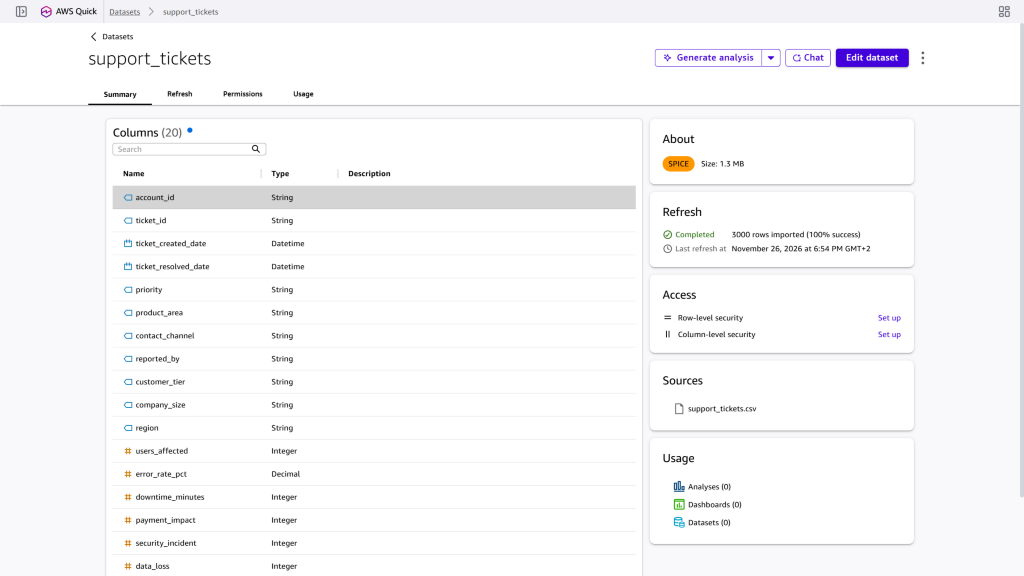 AWS Quick
Datasets
support_tickets
Datasets
support_tickets
Generate analysis
Chat
Edit dataset
Summary
Refresh
Permissions
Usage
Columns (20)
Search
Name Type Description
account_id String
ticket_id String
ticket_created_date Datetime
ticket_resolved_date Datetime
priority String
product_area String
contact_channel String
reported_by String
customer_tier String
company_size String
region String
users_affected Integer
error_rate_pct Decimal
downtime_minutes Integer
payment_impact Integer
security_incident Integer
data_loss Integer
About
SPICE Size: 1.3 MB
Refresh
Completed 3000 rows imported (100% success)
Last refresh at November 26, 2026 at 6:54 PM GMT+2
Access
Row-level security Set up
Column-level security Set up
Sources
support_tickets.csv
Usage
Analyses (0)
Dashboards (0)
Datasets (0)